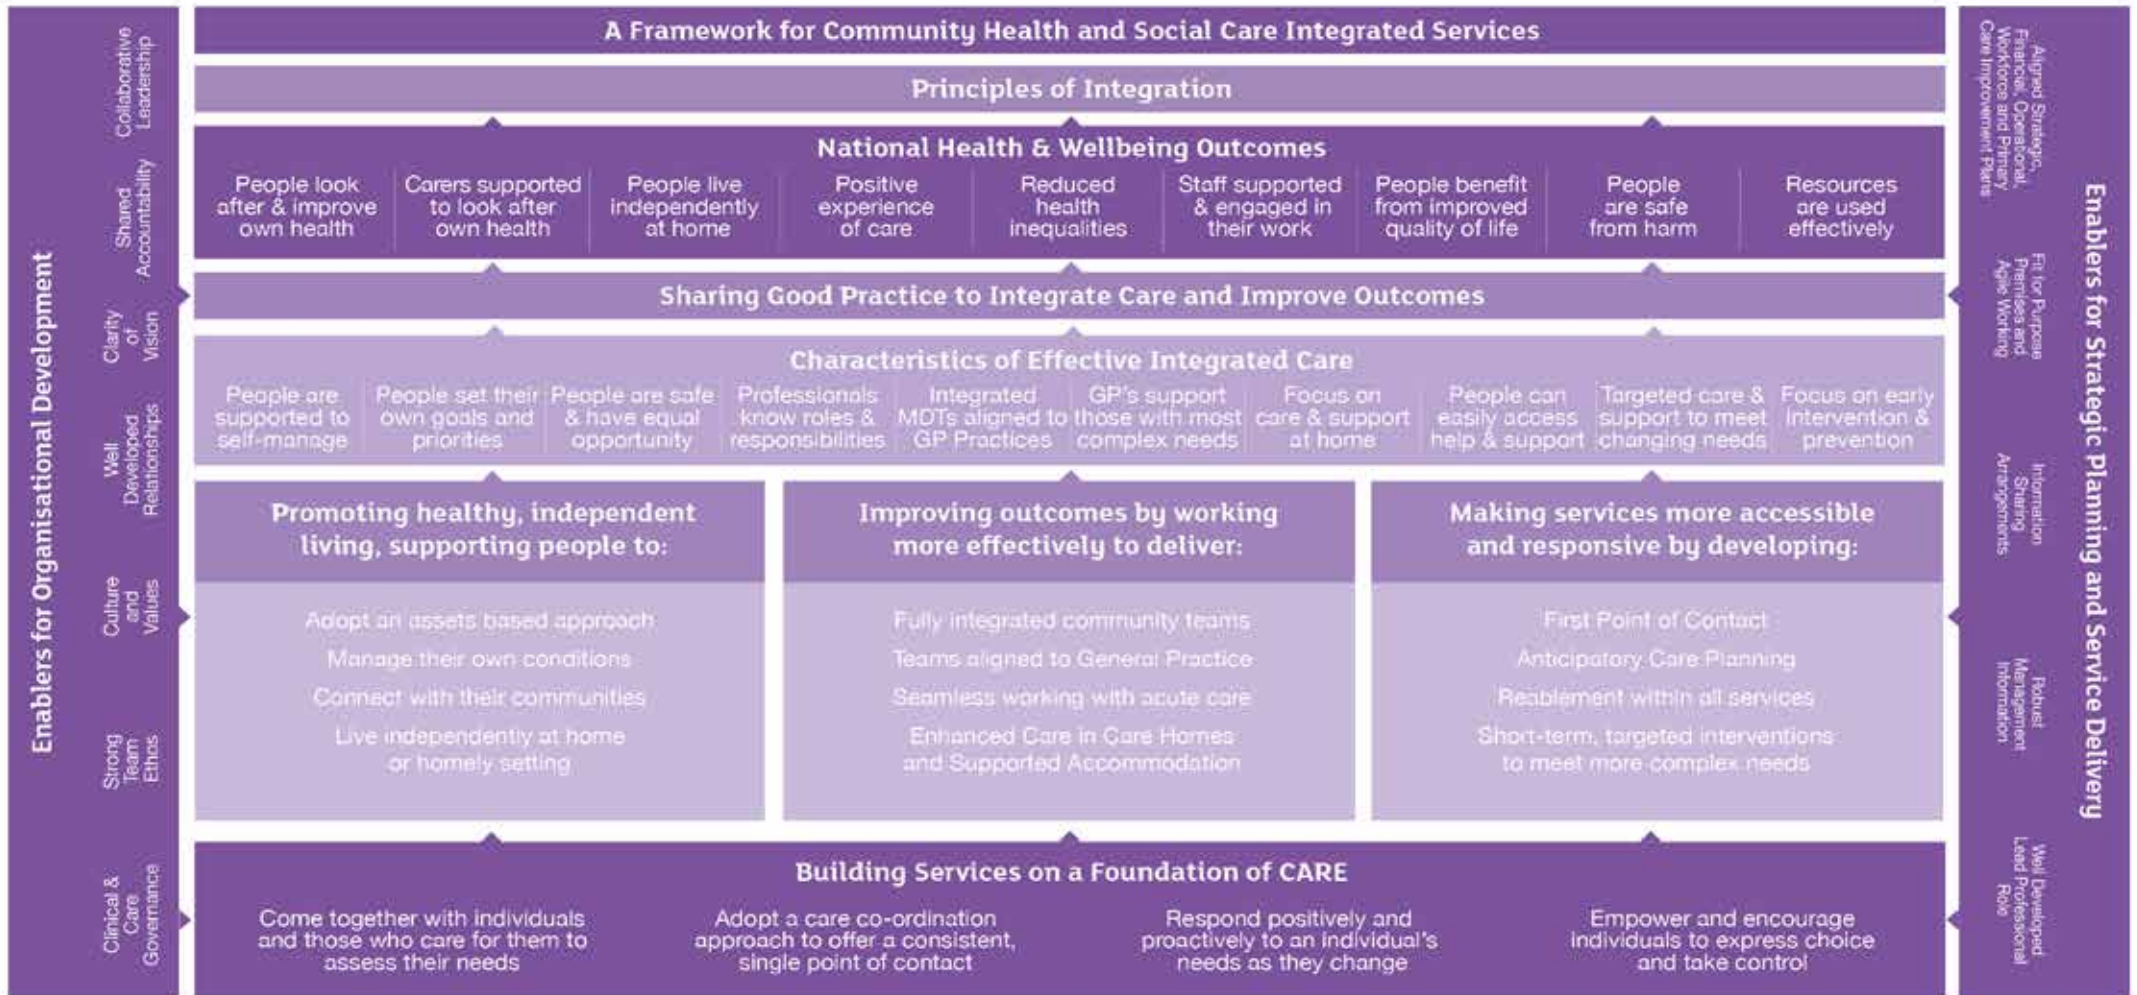 A Framework for Community Health and Social Care Integrated Services
Principles of Integration
National Health & Wellbeing Outcomes
People look
after & improve
own health
Carers supported
to look after
own health
People live
independently
at home
Positive
experience
of care
Reduced
health
inequalities
Staff supported
& engaged in
their work
People benefit
from improved
quality of life
People
are safe
from harm
Resources
are used
effectively
Sharing Good Practice to Integrate Care and Improve Outcomes
Characteristics of Effective Integrated Care
People are
supported to
self-manage
People set their
own goals and
priorities
People are safe
& have equal
opportunity
Professionals
know roles &
responsibilities
Integrated
MDTs aligned to
GP Practices
GP's support
those with most
complex needs
Focus on
care & support
at home
People can
easily access
help & support
Targeted care &
support to meet
changing needs
Focus on early
intervention &
prevention
Promoting healthy, independent
living, supporting people to:
Adopt an assets based approach
Manage their own conditions
Connect with their communities
Live independently at home
or homely setting
Improving outcomes by working
more effectively to deliver:
Fully integrated community teams
Teams aligned to General Practice
Seamless working with acute care
Enhanced Care in Care Homes
and Supported Accommodation
Making services more accessible
and responsive by developing:
First Point of Contact
Anticipatory Care Planning
Reablement within all services
Short-term, targeted interventions
to meet more complex needs
Building Services on a Foundation of CARE
Come together with individuals
and those who care for them to
assess their needs
Adopt a care co-ordination
approach to offer a consistent,
single point of contact
Respond positively and
proactively to an individual's
needs as they change
Empower and encourage
individuals to express choice
and take control
Enablers for Organisational Development
Collaborative
Leadership
Shared
Accountability
Clarity
of
Vision
Well
Developed
Relationships
Culture
and
Values
Strong
Team
Ethos
Clinical &
Care
Governance
Enablers for Strategic Planning and Service Delivery
Aligned Strategic,
Financial, Operational,
Workforce and Primary
Care Improvement Plans
Fit for Purpose
Premises and
Agile Working
Information
Sharing
Arrangements
Robust
Management
Information
Well Developed
Lead Professional
Role